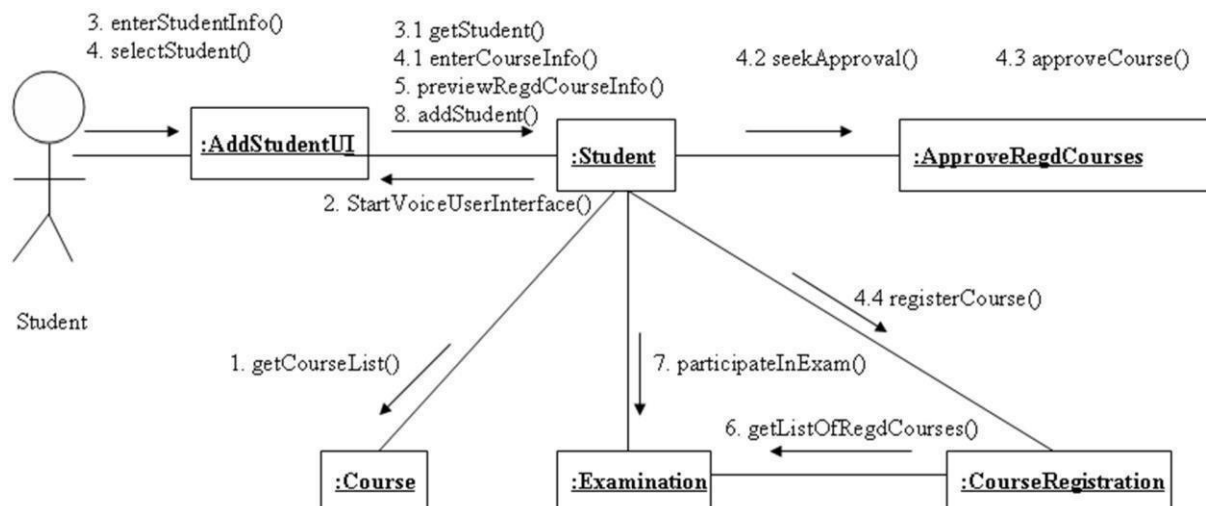 3. enterStudentInfo()
4. selectStudent()
3.1 getStudent()
4.1 enterCourseInfo()
5. previewRegdCourseInfo()
8. addStudent()
4.2 seekApproval()
4.3 approveCourse()
:AddStudentUI
:Student
:ApproveRegdCourses
2. StartVoiceUserInterface()
Student
4.4 registerCourse()
1. getCourseList()
7. participateInExam()
6. getListOfRegdCourses()
:Course
:Examination
:CourseRegistration